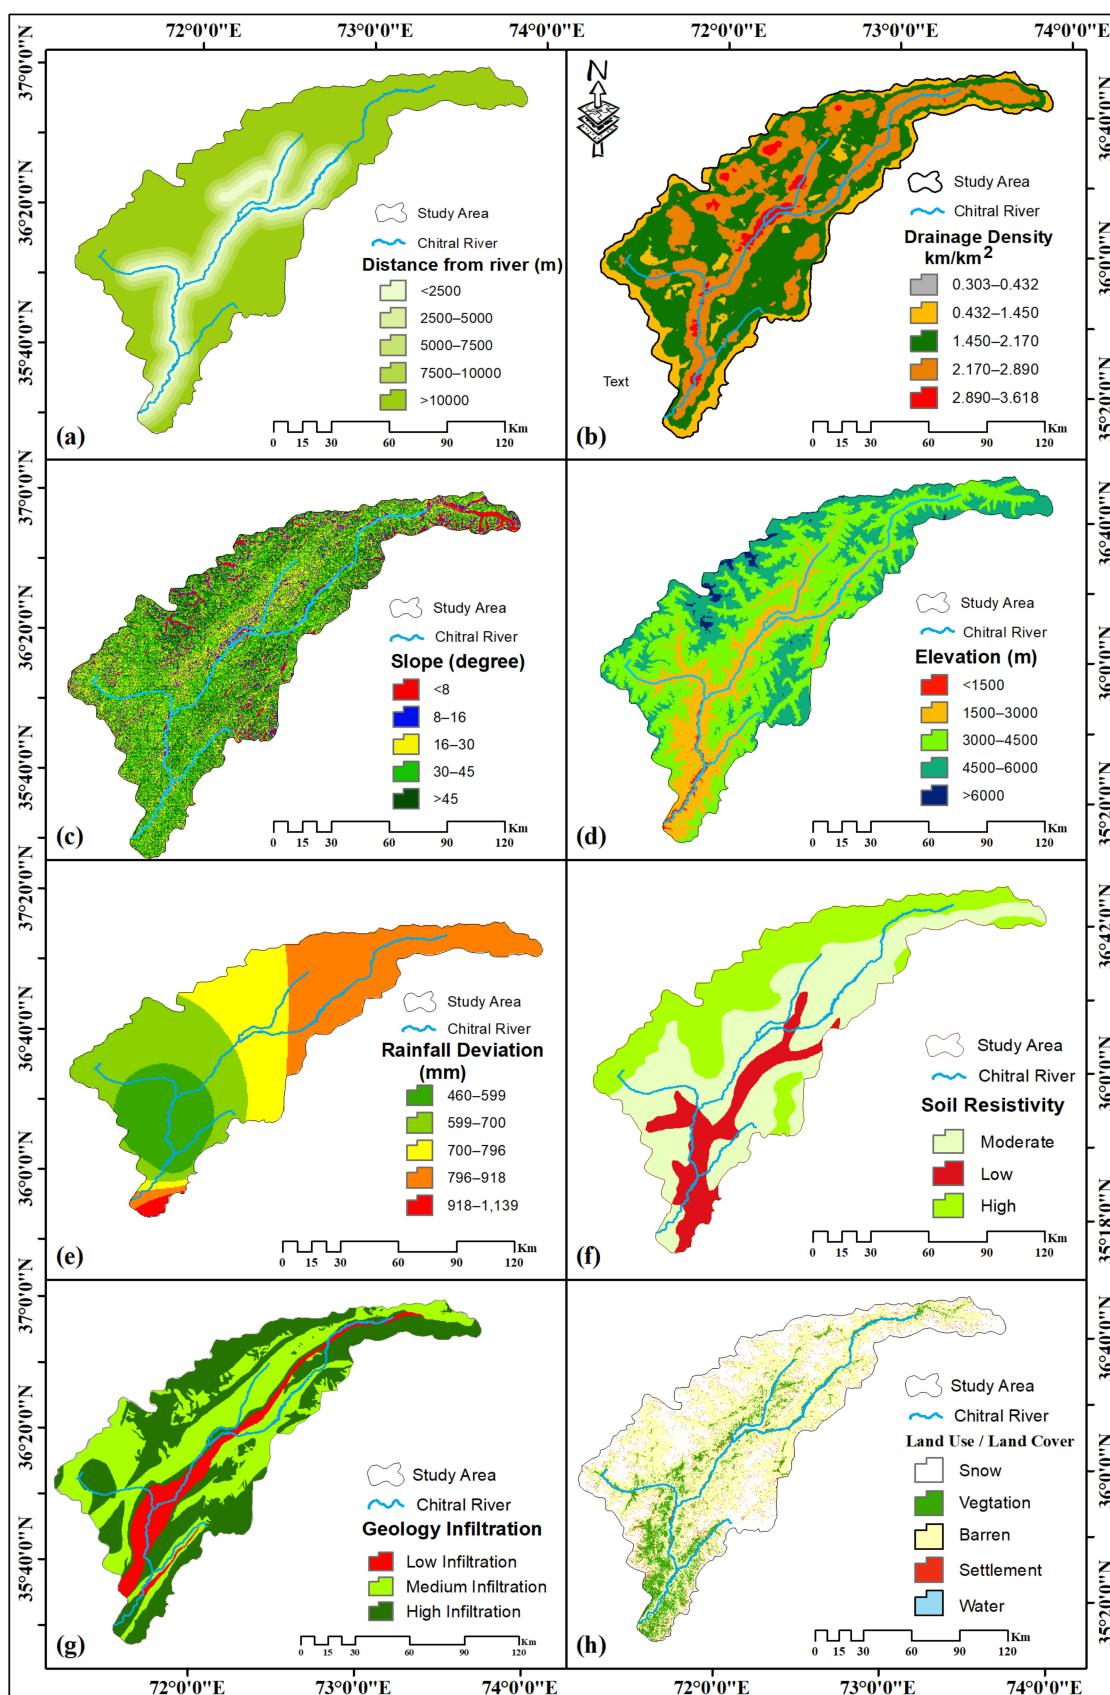 72°0'0"E 73°0'0"E 74°0'0"E 72°0'0"E 73°0'0"E 74°0'0"E
37°0'0"N
36°20'0"N
35°40'0"N
Study Area
Chitral River
Distance from river (m)
<2500
2500–5000
5000–7500
7500–10000
>10000
Km
0 15 30 60 90 120
(a)
N
Study Area
Chitral River
Drainage Density
km/km2
0.303–0.432
0.432–1.450
1.450–2.170
2.170–2.890
2.890–3.618
Text
Km
0 15 30 60 90 120
(b)
36°40'0"N
36°0'0"N
35°20'0"N
37°0'0"N
36°20'0"N
35°40'0"N
Study Area
Chitral River
Slope (degree)
<8
8–16
16–30
30–45
>45
Km
0 15 30 60 90 120
(c)
Study Area
Chitral River
Elevation (m)
<1500
1500–3000
3000–4500
4500–6000
>6000
Km
0 15 30 60 90 120
(d)
36°40'0"N
36°0'0"N
35°20'0"N
37°20'0"N
36°40'0"N
36°0'0"N
Study Area
Chitral River
Rainfall Deviation
(mm)
460–599
599–700
700–796
796–918
918–1,139
Km
0 15 30 60 90 120
(e)
Study Area
Chitral River
Soil Resistivity
Moderate
Low
High
Km
0 15 30 60 90 120
(f)
36°42'0"N
36°0'0"N
35°18'0"N
37°0'0"N
36°20'0"N
35°40'0"N
Study Area
Chitral River
Geology Infiltration
Low Infiltration
Medium Infiltration
High Infiltration
Km
0 15 30 60 90 120
(g)
Study Area
Chitral River
Land Use / Land Cover
Snow
Vegtation
Barren
Settlement
Water
Km
0 15 30 60 90 120
(h)
36°40'0"N
36°0'0"N
35°20'0"N
72°0'0"E 73°0'0"E 74°0'0"E 72°0'0"E 73°0'0"E 74°0'0"E